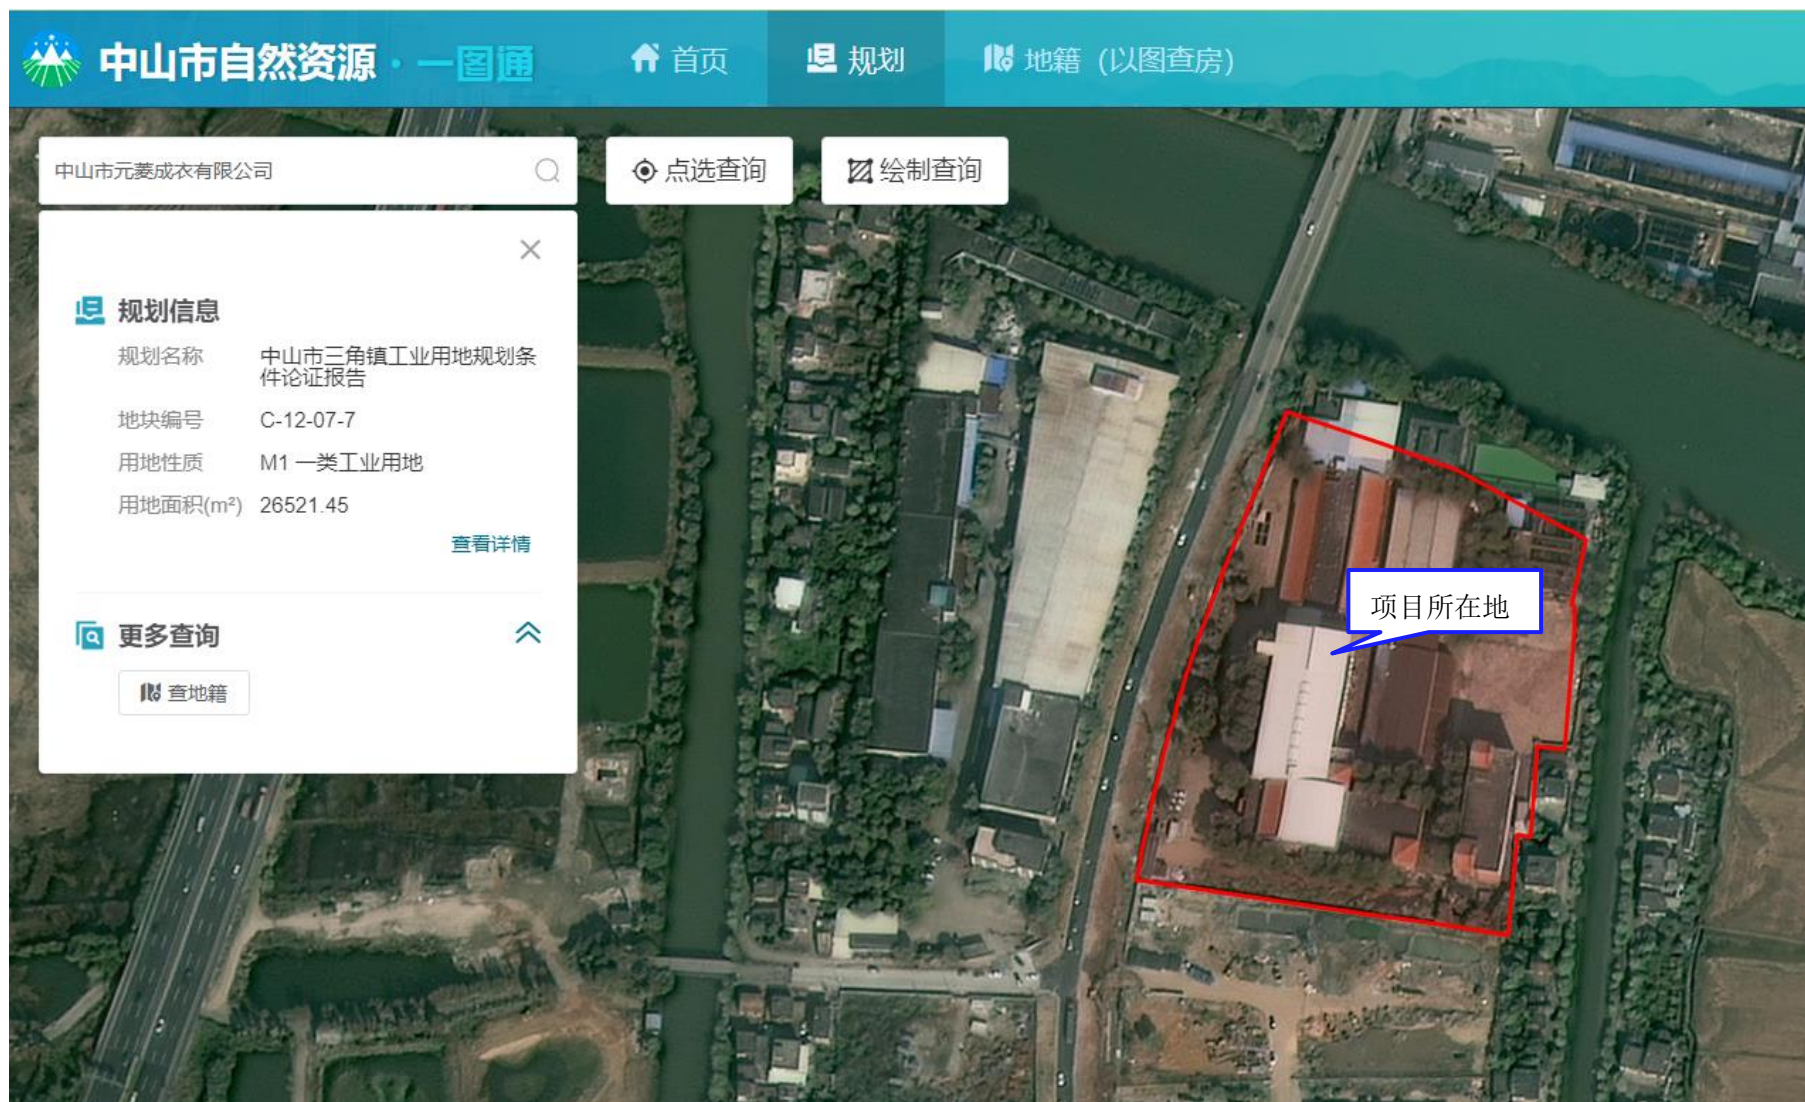 中山市自然资源·一图通
首页
规划
地籍（以图查房）
中山市元菱成衣有限公司
点选查询
绘制查询
规划信息
规划名称 中山市三角镇工业用地规划条
件论证报告
地块编号 C-12-07-7
用地性质 M1 一类工业用地
用地面积(m²) 26521.45
查看详情
更多查询
查地籍
项目所在地